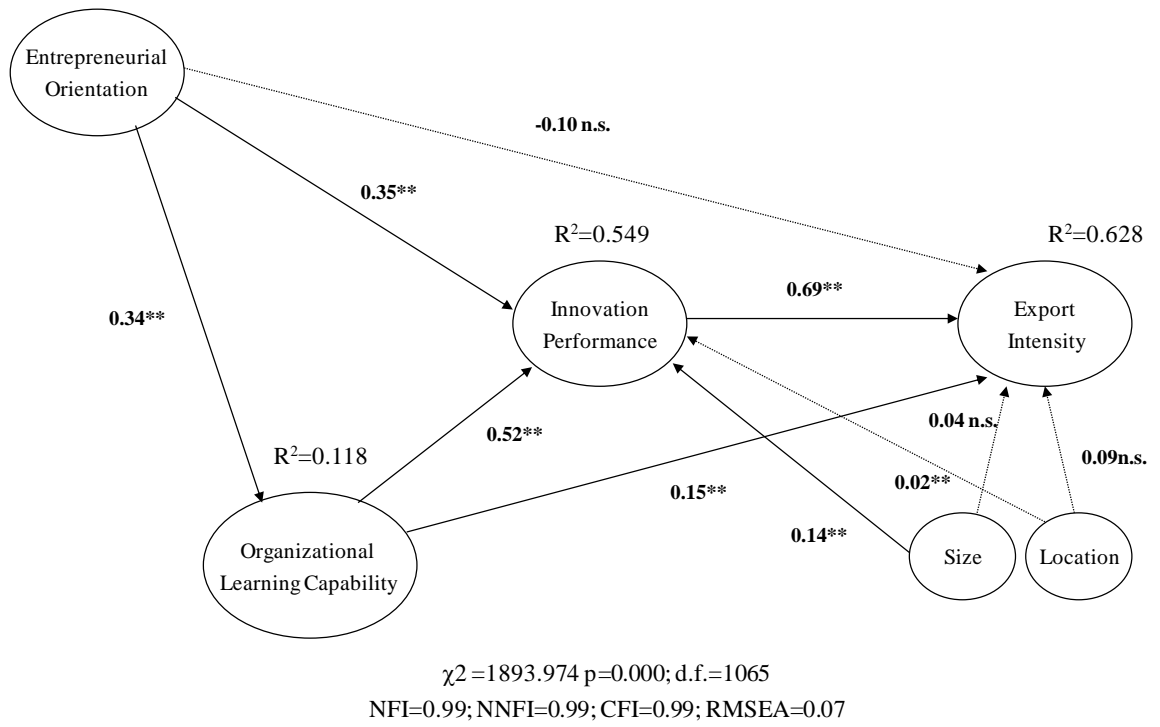 Entrepreneurial
Orientation
-0.10 n.s.
0.35**
R²=0.549
R²=0.628
0.69**
Innovation
Performance
Export
Intensity
0.34**
0.52**
0.04 n.s.
R²=0.118
0.09n.s.
0.02**
0.15**
0.14**
Organizational
Learning Capability
Size
Location
χ2 =1893.974 p=0.000; d.f.=1065
NFI=0.99; NNFI=0.99; CFI=0.99; RMSEA=0.07